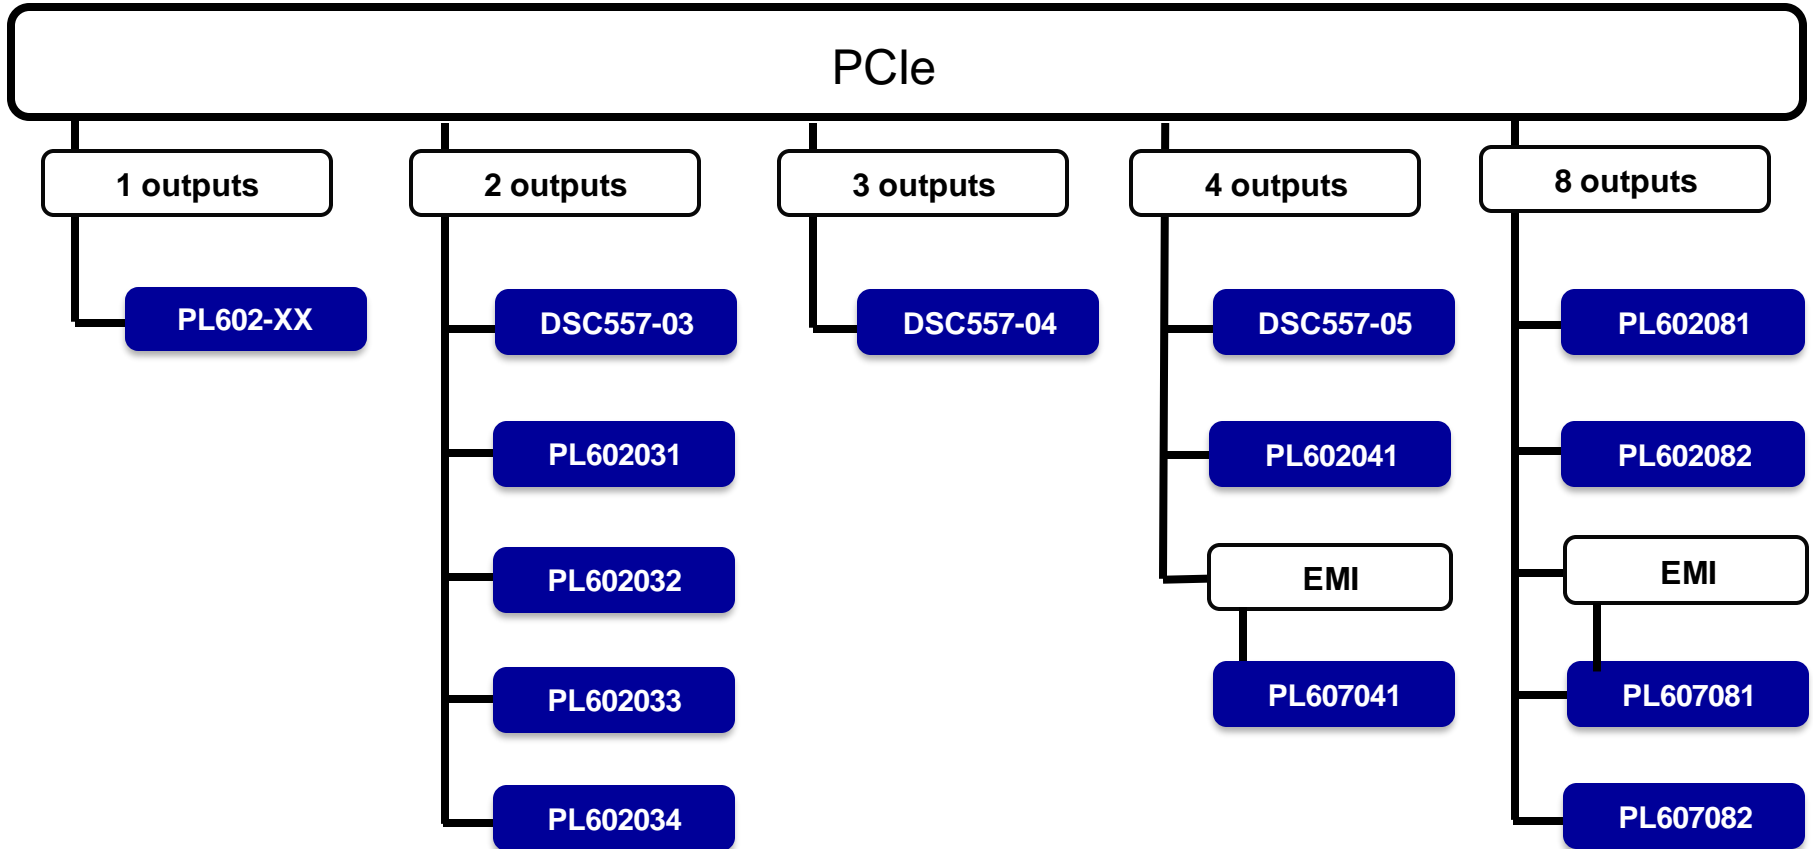 PCIe
1 outputs
2 outputs
3 outputs
4 outputs
8 outputs
PL602-XX
DSC557-03
DSC557-04
DSC557-05
PL602081
PL602031
PL602041
PL602082
PL602032
EMI
EMI
PL602033
PL607041
PL607081
PL602034
PL607082